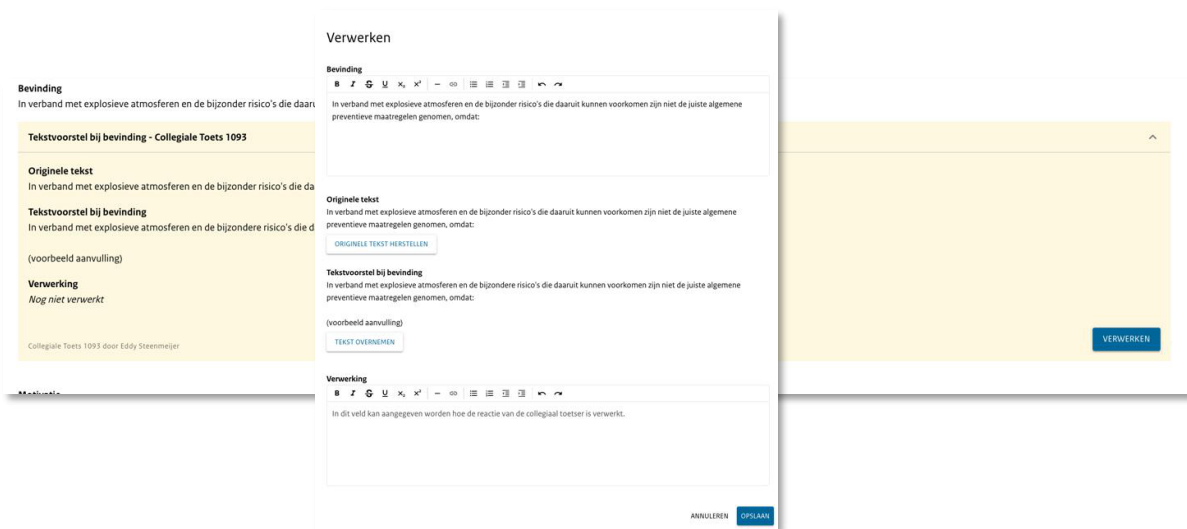 Bevinding
In verband met explosieve atmosferen en de bijzonder risico's die daaru
Tekstvoorstel bij bevinding - Collegiale Toets 1093
Originele tekst
In verband met explosieve atmosferen en de bijzonder risico's die da
Tekstvoorstel bij bevinding
In verband met explosieve atmosferen en de bijzondere risico's die d
(voorbeeld aanvulling)
Verwerking
Nog niet verwerkt
Collegiale Toets 1093 door Eddy Steenmeijer
VERWERKEN
Motivatie
Verwerken
Bevinding
B I S U x₂ x²
In verband met explosieve atmosferen en de bijzonder risico's die daaruit kunnen voorkomen zijn niet de juiste algemene
preventieve maatregelen genomen, omdat:
Originele tekst
In verband met explosieve atmosferen en de bijzonder risico's die daaruit kunnen voorkomen zijn niet de juiste algemene
preventieve maatregelen genomen, omdat:
ORIGINELE TEKST HERSTELLEN
Tekstvoorstel bij bevinding
In verband met explosieve atmosferen en de bijzondere risico's die daaruit kunnen voorkomen zijn niet de juiste algemene
preventieve maatregelen genomen, omdat:
(voorbeeld aanvulling)
TEKST OVERNEMEN
Verwerking
B I S U x₂ x²
In dit veld kan aangegeven worden hoe de reactie van de collegiaal toetser is verwerkt.
ANNULEREN
OPSLAAN